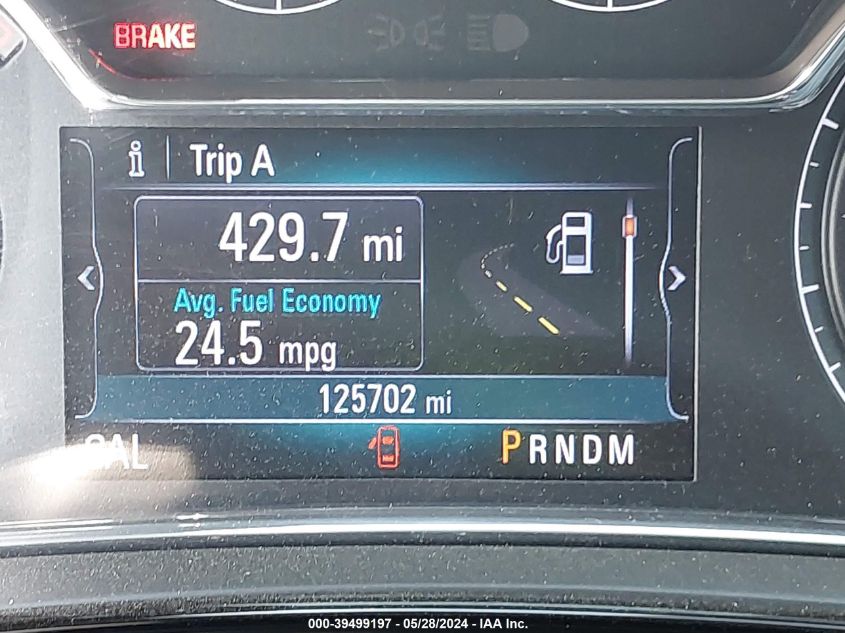 BRAKE
i Trip A
429.7 mi
Avg. Fuel Economy
24.5 mpg
125702 mi
CAL PRNDM
000-39499197 - 05/28/2024 - IAA Inc.